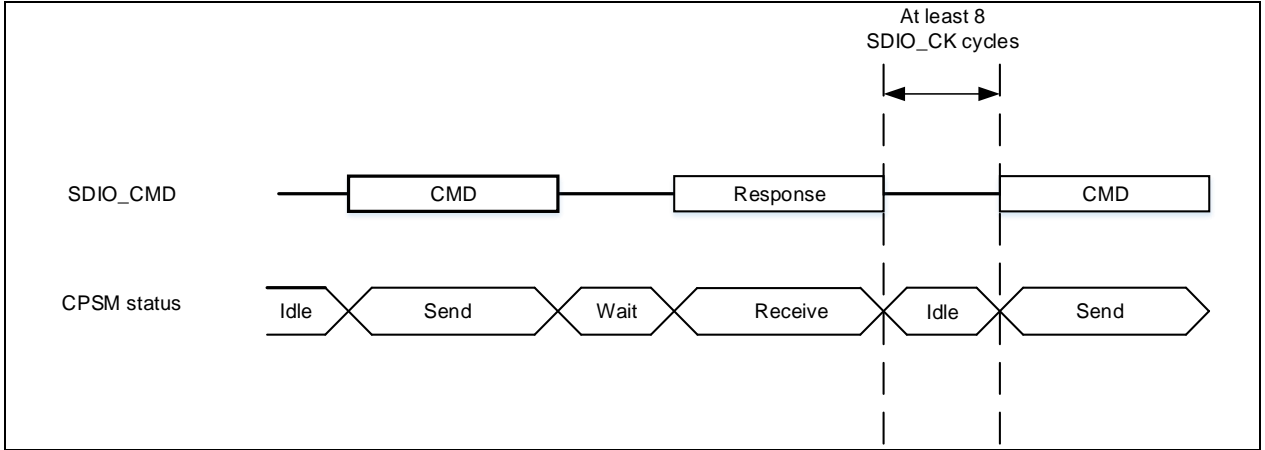 At least 8
SDIO_CK cycles
SDIO_CMD CMD Response CMD
CPSM status Idle Send Wait Receive Idle Send